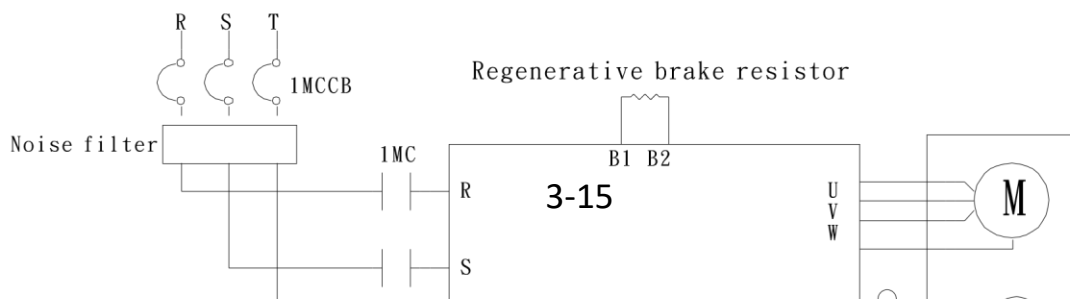 R S T
1MCCB
Regenerative brake resistor
Noise filter
B1 B2
1MC
R
3-15
U
V
W
M
S